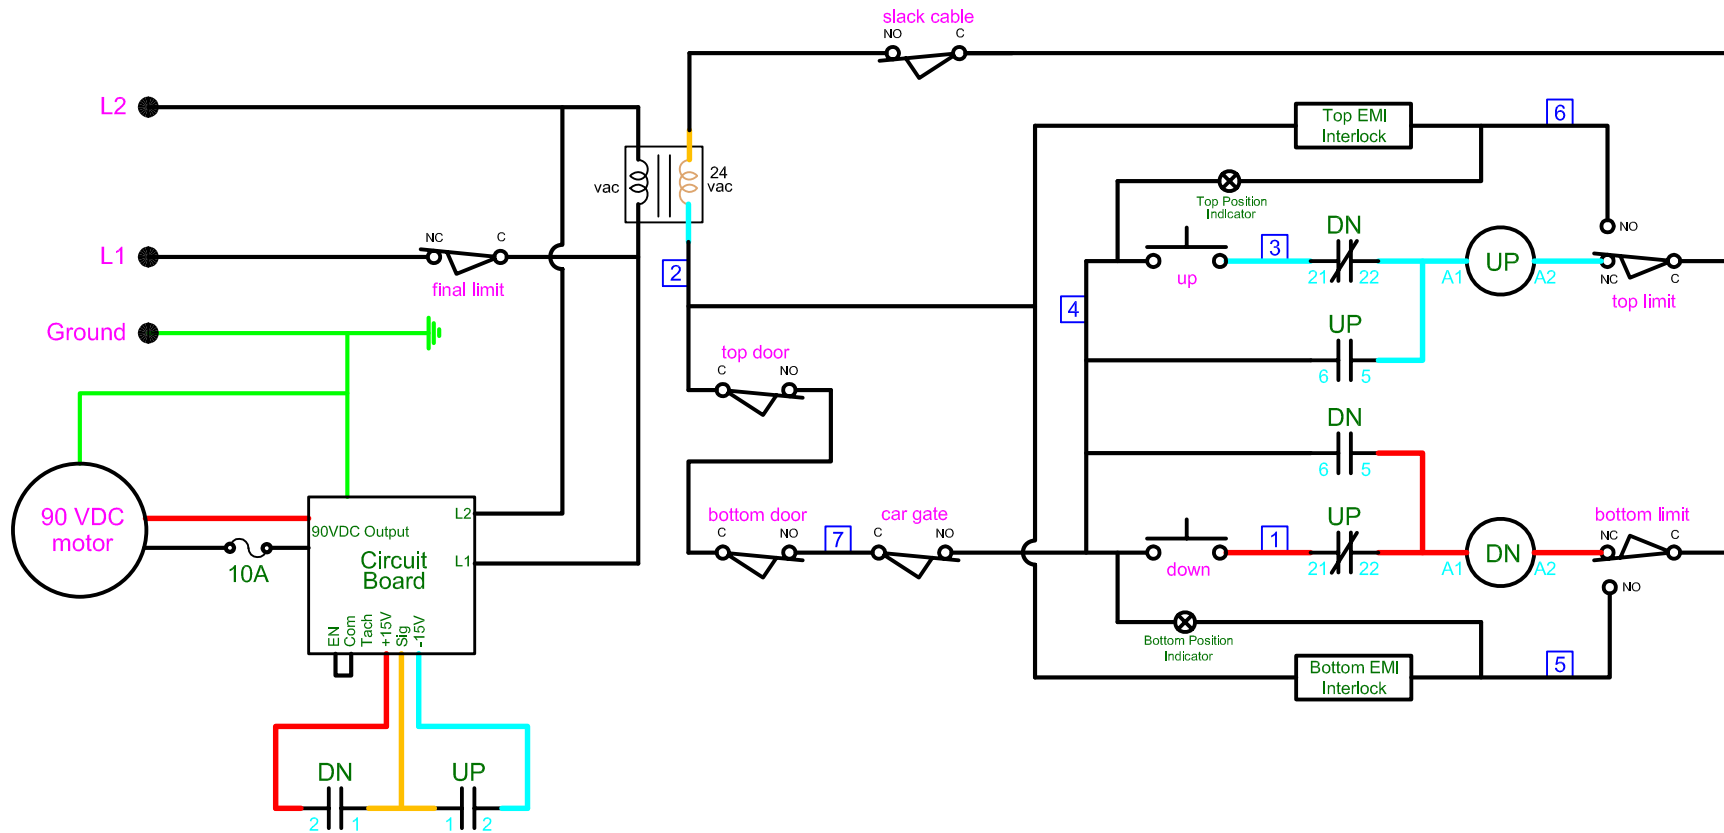 slack cable
NO
C
L2
Top EMI
Interlock
6
vac
24
vac
Top Position
Indicator
NO
L1
NC
C
final limit
2
3
DN
up
21
22
A1
UP
A2
NC
C
top limit
4
Ground
UP
6
5
top door
C
NO
DN
6
5
90 VDC
motor
10A
90VDC Output
L2
L1
Circuit
Board
EN
Com
Tach
+15V
Sig
-15V
bottom door
C
NO
7
car gate
C
NO
1
down
UP
21
22
A1
DN
A2
bottom limit
NC
C
NO
Bottom Position
Indicator
Bottom EMI
Interlock
5
DN
2
1
UP
1
2